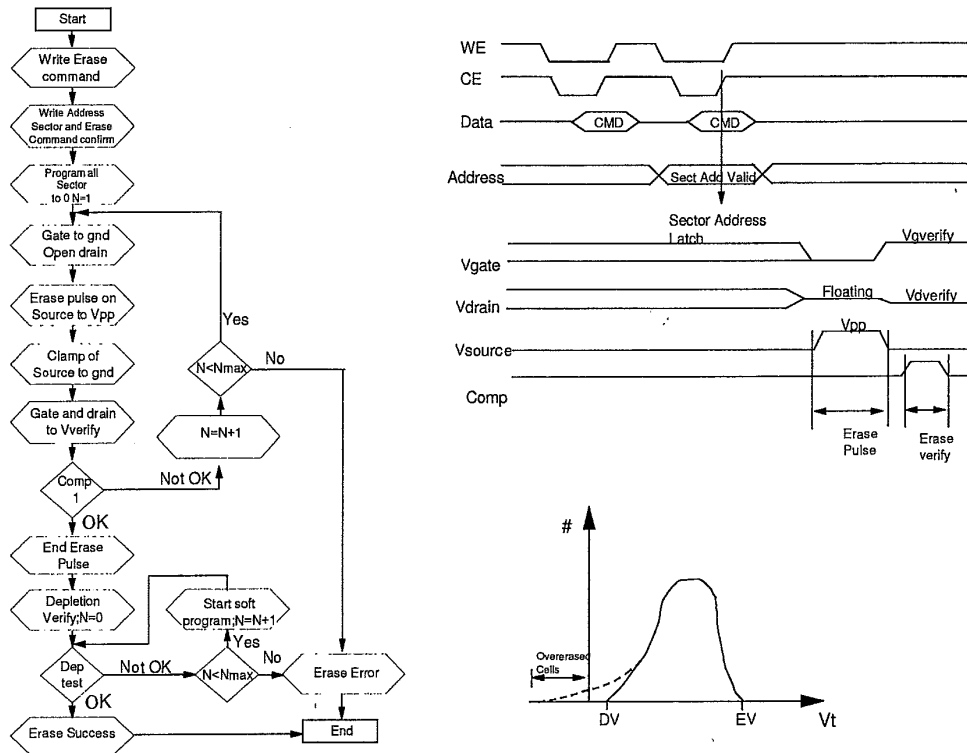 Start
Write Erase
command
Write Address
Sector and Erase
Command confirm
Program all
Sector
to 0 N=1
Gate to gnd
Open drain
Erase pulse on
Source to Vpp
Clamp of
Source to gnd
Gate and drain
to Vverify
Comp
1
Not OK
OK
N=N+1
N<Nmax
Yes
No
End Erase
Pulse
Depletion
Verify;N=0
Start soft
program;N=N+1
Yes
Dep
test
Not OK
N<Nmax
No
Erase Error
OK
Erase Success
End
WE
CE
Data
CMD
CMD
Address
Sect Add Valid
Sector Address
Latch
Vgate
Vgverify
Vdrain
Floating
Vdverify
Vsource
Vpp
Comp
Erase
Pulse
Erase
verify
#
Overerased
Cells
DV
EV
Vt